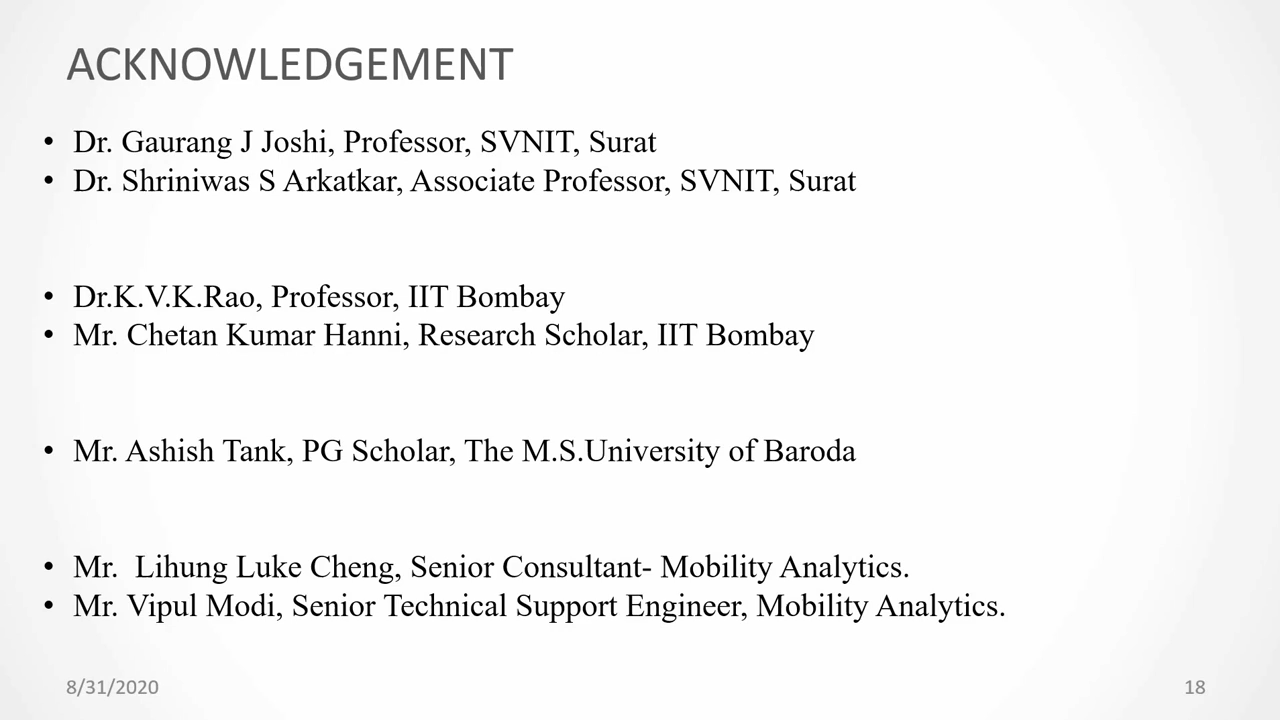 ACKNOWLEDGEMENT
• Dr. Gaurang J Joshi, Professor, SVNIT, Surat
• Dr. Shriniwas S Arkatkar, Associate Professor, SVNIT, Surat
• Dr.K.V.K.Rao, Professor, IIT Bombay
• Mr. Chetan Kumar Hanni, Research Scholar, IIT Bombay
• Mr. Ashish Tank, PG Scholar, The M.S.University of Baroda
• Mr.  Lihung Luke Cheng, Senior Consultant- Mobility Analytics.
• Mr. Vipul Modi, Senior Technical Support Engineer, Mobility Analytics.
8/31/2020
18